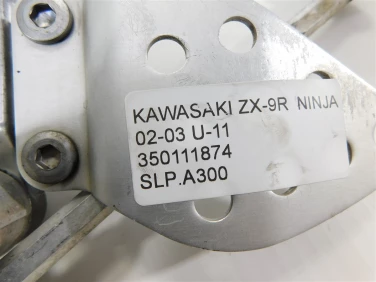 KAWASAKI ZX-9R NINJA
02-03 U-11
350111874
SLP.A300